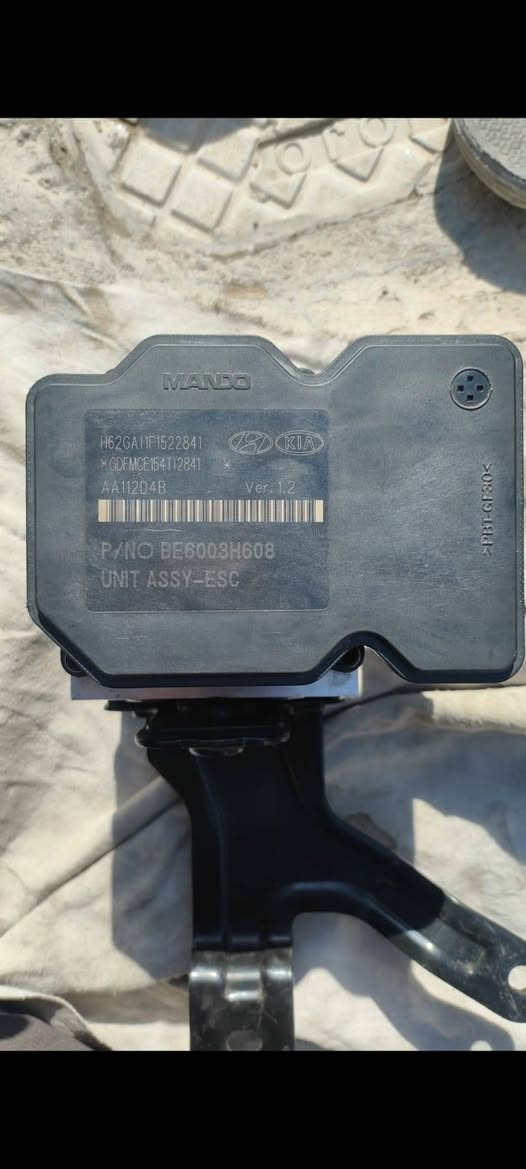 MANDO
H62GA11F1522841
KIA
*GDFMCE154T12841 *
AA112D4B . Ver. 1.2
P/NO BE6003H608
UNIT ASSY-ESC
>PBT-GF30<